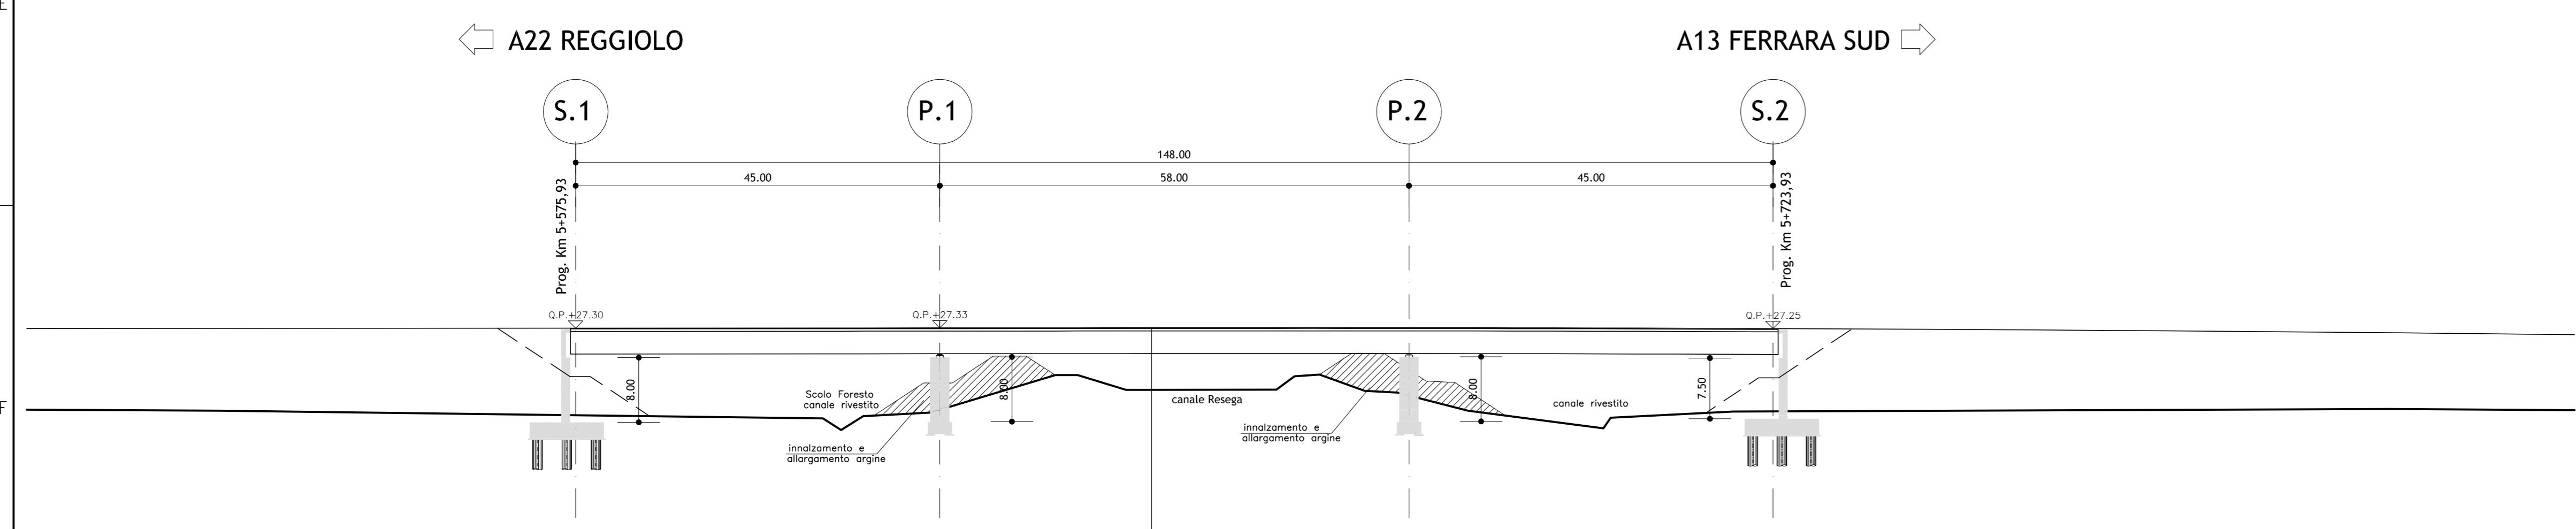 E
A22 REGGIOLO
A13 FERRARA SUD
S.1
P.1
P.2
S.2
148.00
45.00
58.00
45.00
Prog. Km 5+575,93
Prog. Km 5+723,93
Q.P.+27.30
Q.P.+27.33
Q.P.+27.25
8.00
Scolo Foresto
canale rivestito
8.00
canale Resega
8.00
canale rivestito
7.50
F
innalzamento e
allargamento argine
innalzamento e
allargamento argine